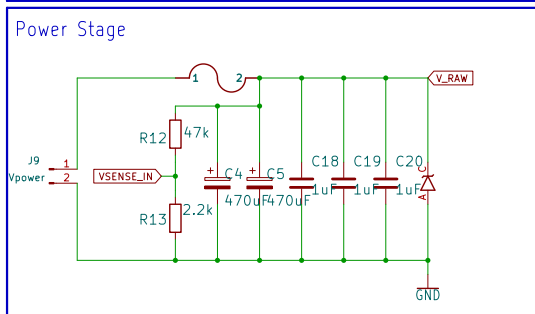 Power Stage
1 2
V_RAW
J9
Vpower
1
2
R12 47k
VSENSE_IN
R13 2.2k
+ C4
470uF
+ C5
470uF
C18
1uF
C19
1uF
C20
1uF
C
A
GND